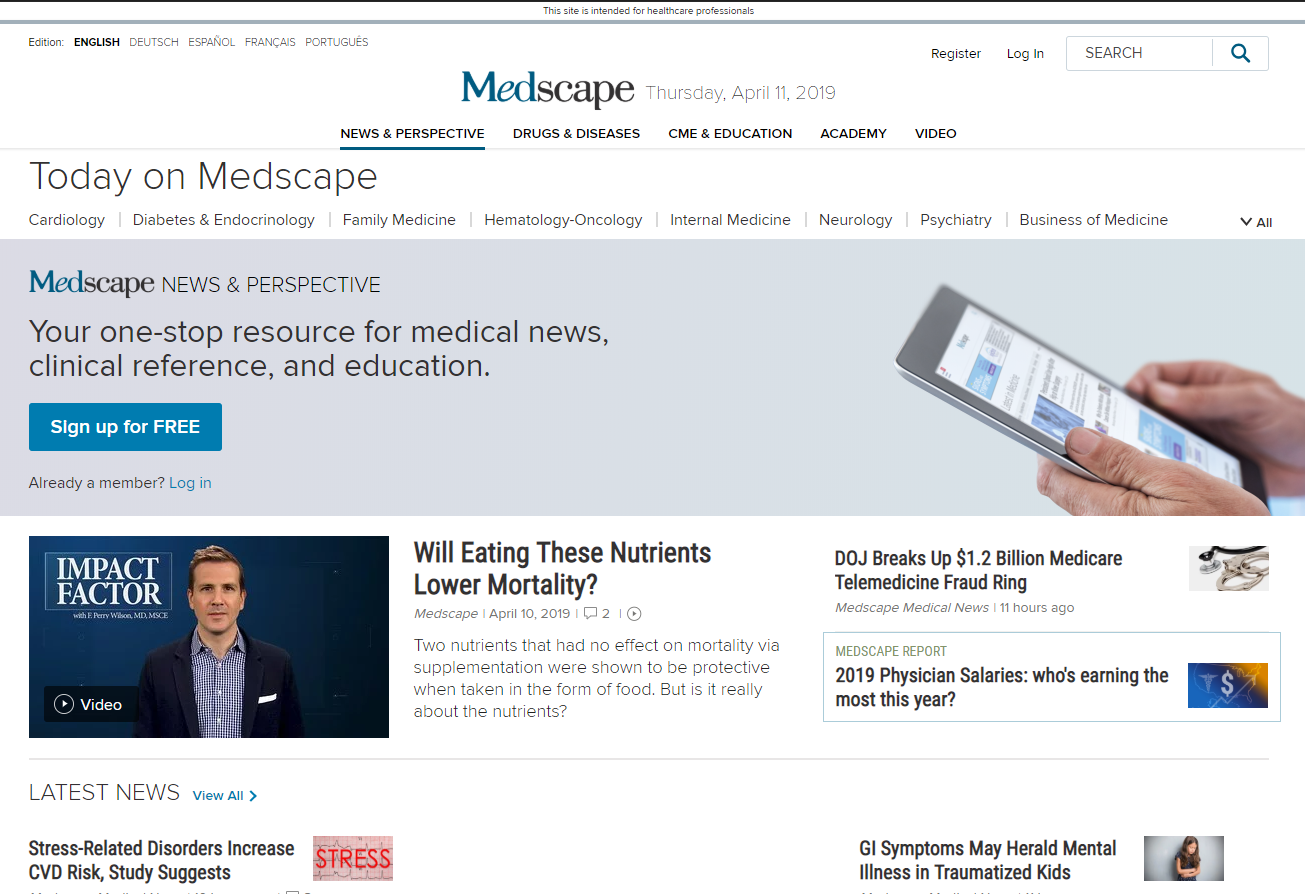 This site is intended for healthcare professionals
Edition: ENGLISH DEUTSCH ESPAÑOL FRANÇAIS PORTUGUÊS
Register Log In SEARCH
Medscape Thursday, April 11, 2019
NEWS & PERSPECTIVE DRUGS & DISEASES CME & EDUCATION ACADEMY VIDEO
Today on Medscape
Cardiology | Diabetes & Endocrinology | Family Medicine | Hematology-Oncology | Internal Medicine | Neurology | Psychiatry | Business of Medicine All
Medscape NEWS & PERSPECTIVE
Your one-stop resource for medical news,
clinical reference, and education.
Sign up for FREE
Already a member? Log in
IMPACT
FACTOR
with F. Perry Wilson, MD, MSCE
Video
Will Eating These Nutrients
Lower Mortality?
Medscape | April 10, 2019 | 2 |
Two nutrients that had no effect on mortality via
supplementation were shown to be protective
when taken in the form of food. But is it really
about the nutrients?
DOJ Breaks Up $1.2 Billion Medicare
Telemedicine Fraud Ring
Medscape Medical News | 11 hours ago
MEDSCAPE REPORT
2019 Physician Salaries: who's earning the
most this year?
$
LATEST NEWS View All
Stress-Related Disorders Increase
CVD Risk, Study Suggests
STRESS
GI Symptoms May Herald Mental
Illness in Traumatized Kids